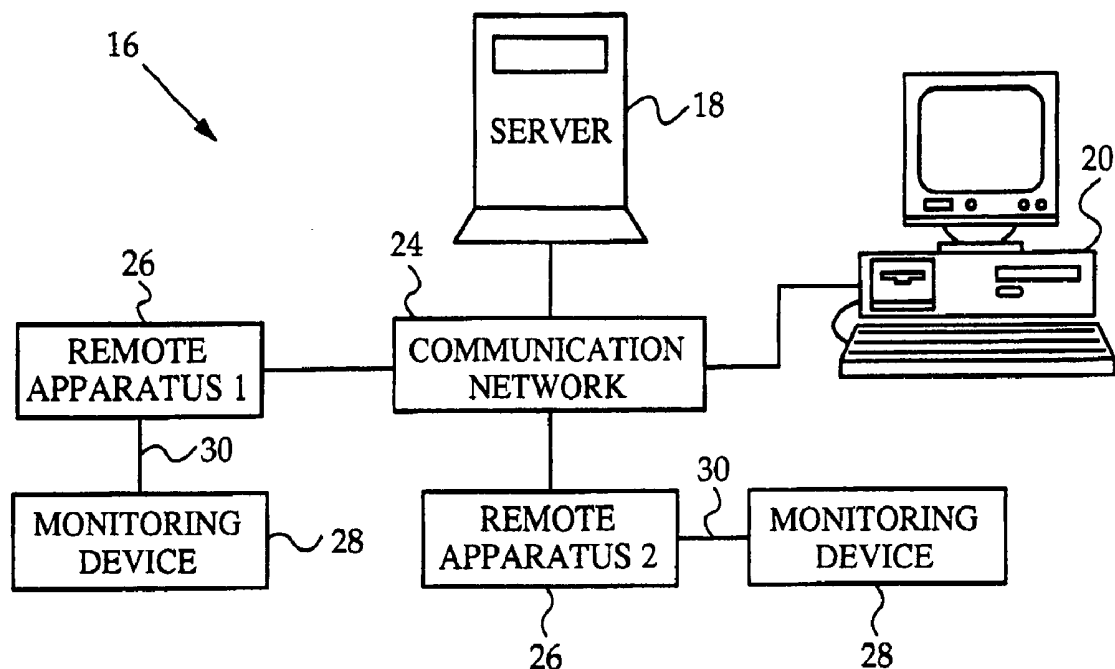 16
SERVER
18
20
24
26
REMOTE
APPARATUS 1
COMMUNICATION
NETWORK
30
MONITORING
DEVICE
28
REMOTE
APPARATUS 2
30
MONITORING
DEVICE
26
28